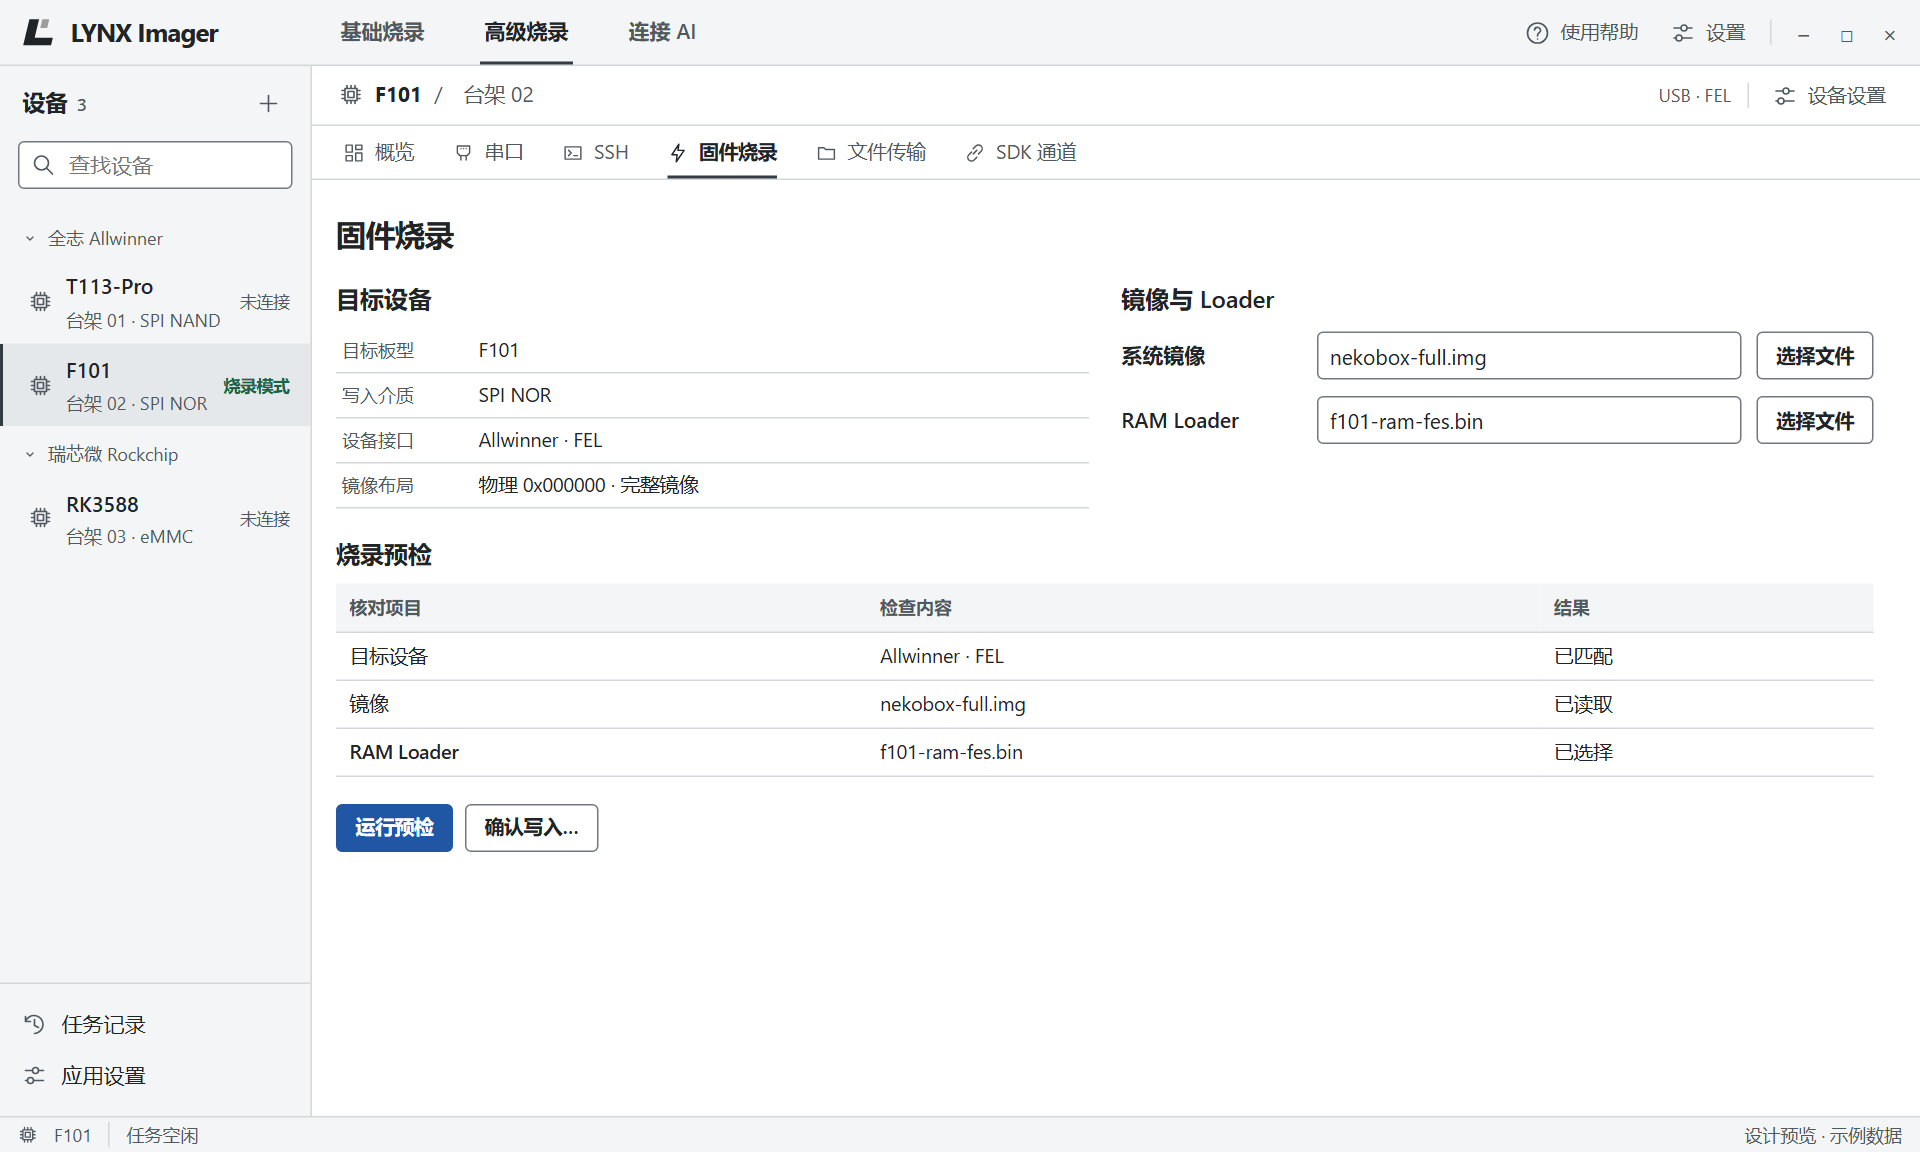 LYNX Imager
基础烧录
高级烧录
连接 AI
使用帮助
设置
设备 3
查找设备
全志 Allwinner
T113-Pro
台架 01 · SPI NAND
未连接
F101
台架 02 · SPI NOR
烧录模式
瑞芯微 Rockchip
RK3588
台架 03 · eMMC
未连接
任务记录
应用设置
F101 / 台架 02
USB · FEL
设备设置
概览
串口
SSH
固件烧录
文件传输
SDK 通道
固件烧录
目标设备
目标板型 F101
写入介质 SPI NOR
设备接口 Allwinner · FEL
镜像布局 物理 0x000000 · 完整镜像
镜像与 Loader
系统镜像 nekobox-full.img 选择文件
RAM Loader f101-ram-fes.bin 选择文件
烧录预检
核对项目 检查内容 结果
目标设备 Allwinner · FEL 已匹配
镜像 nekobox-full.img 已读取
RAM Loader f101-ram-fes.bin 已选择
运行预检
确认写入...
F101
任务空闲
设计预览 · 示例数据